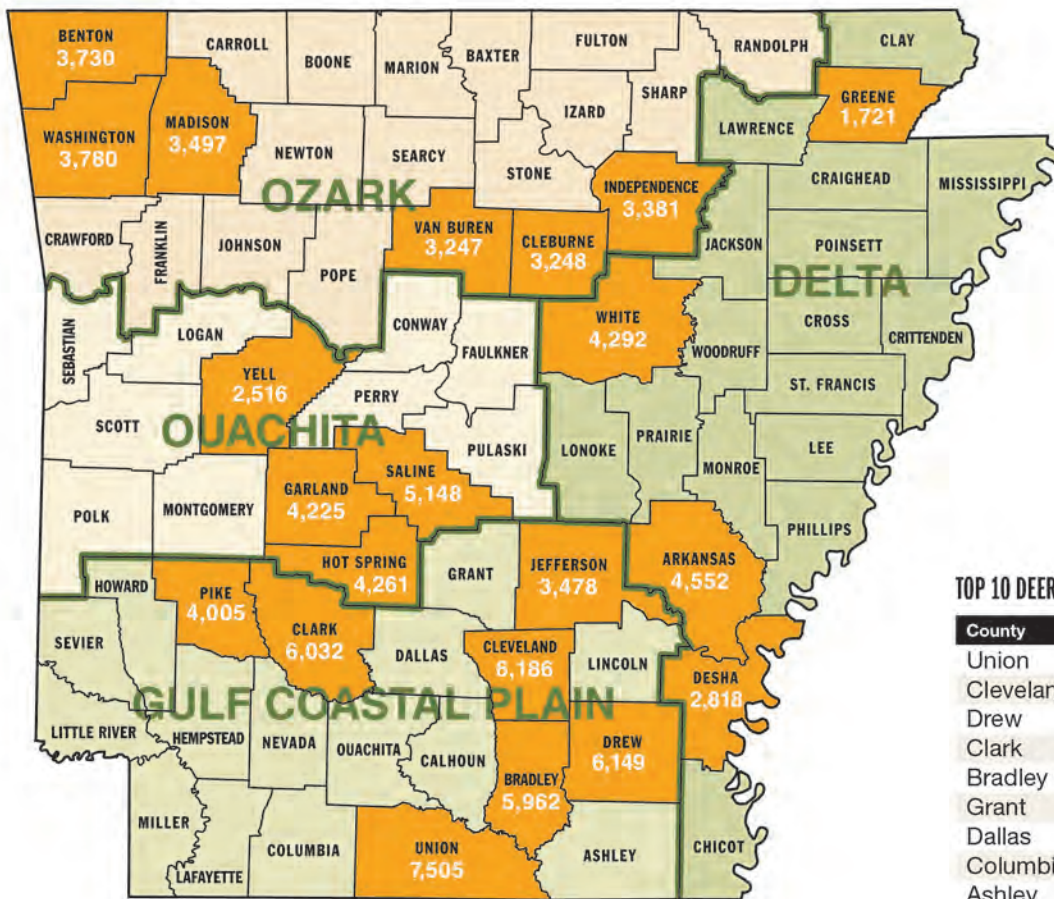 BENTON
3,730
CARROLL
BOONE
MARION
BAXTER
FULTON
RANDOLPH
CLAY
SHARP
IZARD
GREENE
1,721
WASHINGTON
3,780
MADISON
3,497
LAWRENCE
NEWTON
SEARCY
STONE
OZARK
INDEPENDENCE
3,381
CRAIGHEAD
MISSISSIPPI
VAN BUREN
3,247
CLEBURNE
3,248
CRAWFORD
FRANKLIN
JOHNSON
POPE
JACKSON
POINSETT
DELTA
SEBASTIAN
LOGAN
CONWAY
FAULKNER
WHITE
4,292
WOODRUFF
CROSS
CRITTENDEN
YELL
2,516
PERRY
ST. FRANCIS
SCOTT
OUACHITA
PULASKI
LONOKE
PRAIRIE
MONROE
LEE
SALINE
5,148
GARLAND
4,225
POLK
MONTGOMERY
PHILLIPS
HOT SPRING
4,261
GRANT
JEFFERSON
3,478
ARKANSAS
4,552
HOWARD
PIKE
4,005
CLARK
6,032
SEVIER
DALLAS
CLEVELAND
6,186
LINCOLN
DESHA
2,818
GULF COASTAL PLAIN
LITTLE RIVER
HEMPSTEAD
NEVADA
OUACHITA
CALHOUN
DREW
6,149
BRADLEY
5,962
MILLER
LAFAYETTE
COLUMBIA
UNION
7,505
ASHLEY
CHICOT
TOP 10 DEER
County
Union
Clevelan
Drew
Clark
Bradley
Grant
Dallas
Columbi
Ashley